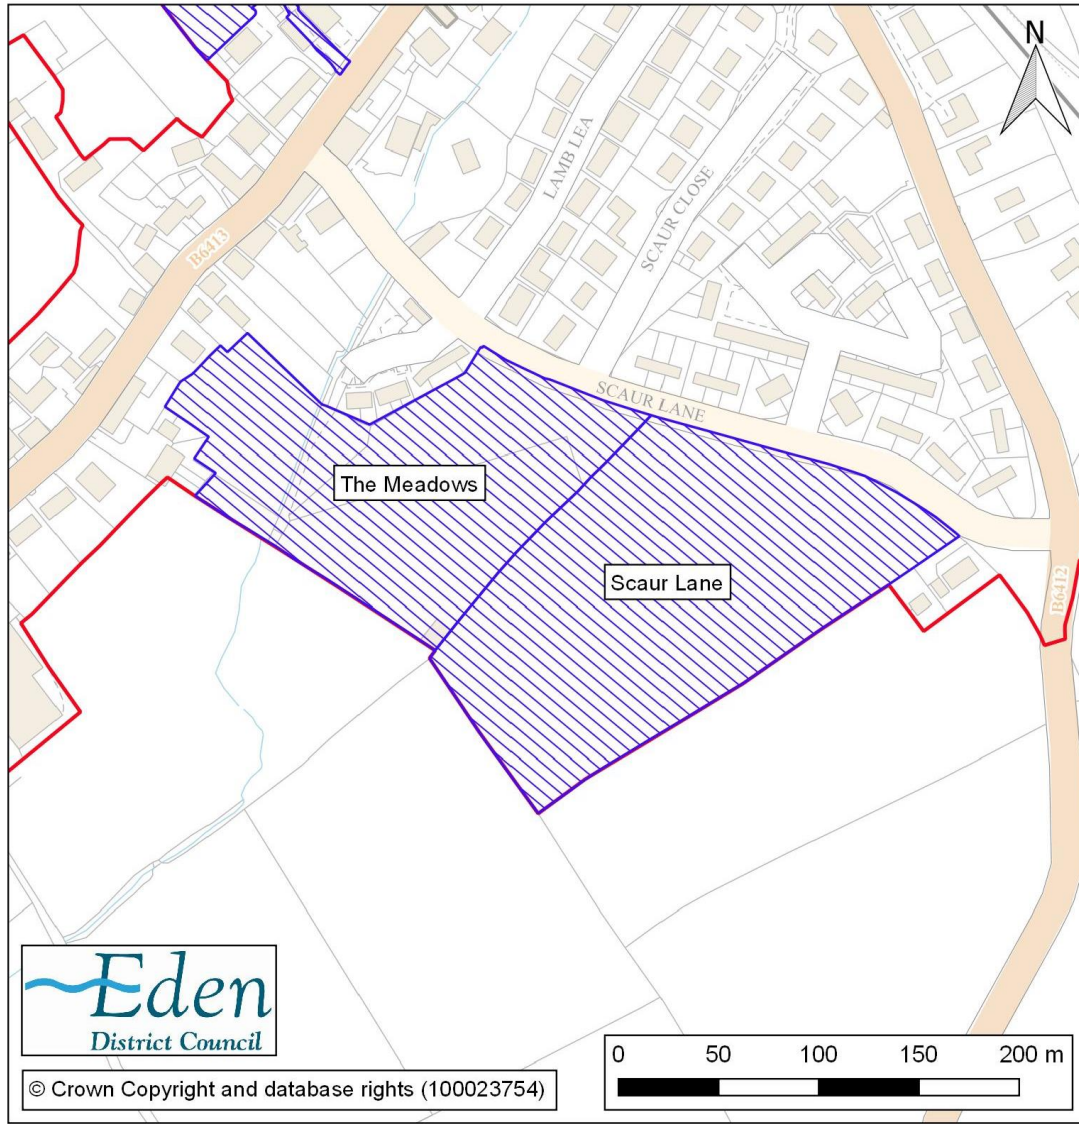 N
LAMB LEA
SCAUR CLOSE
B6413
SCAUR LANE
The Meadows
Scaur Lane
B6412
Eden
District Council
0 50 100 150 200 m
© Crown Copyright and database rights (100023754)